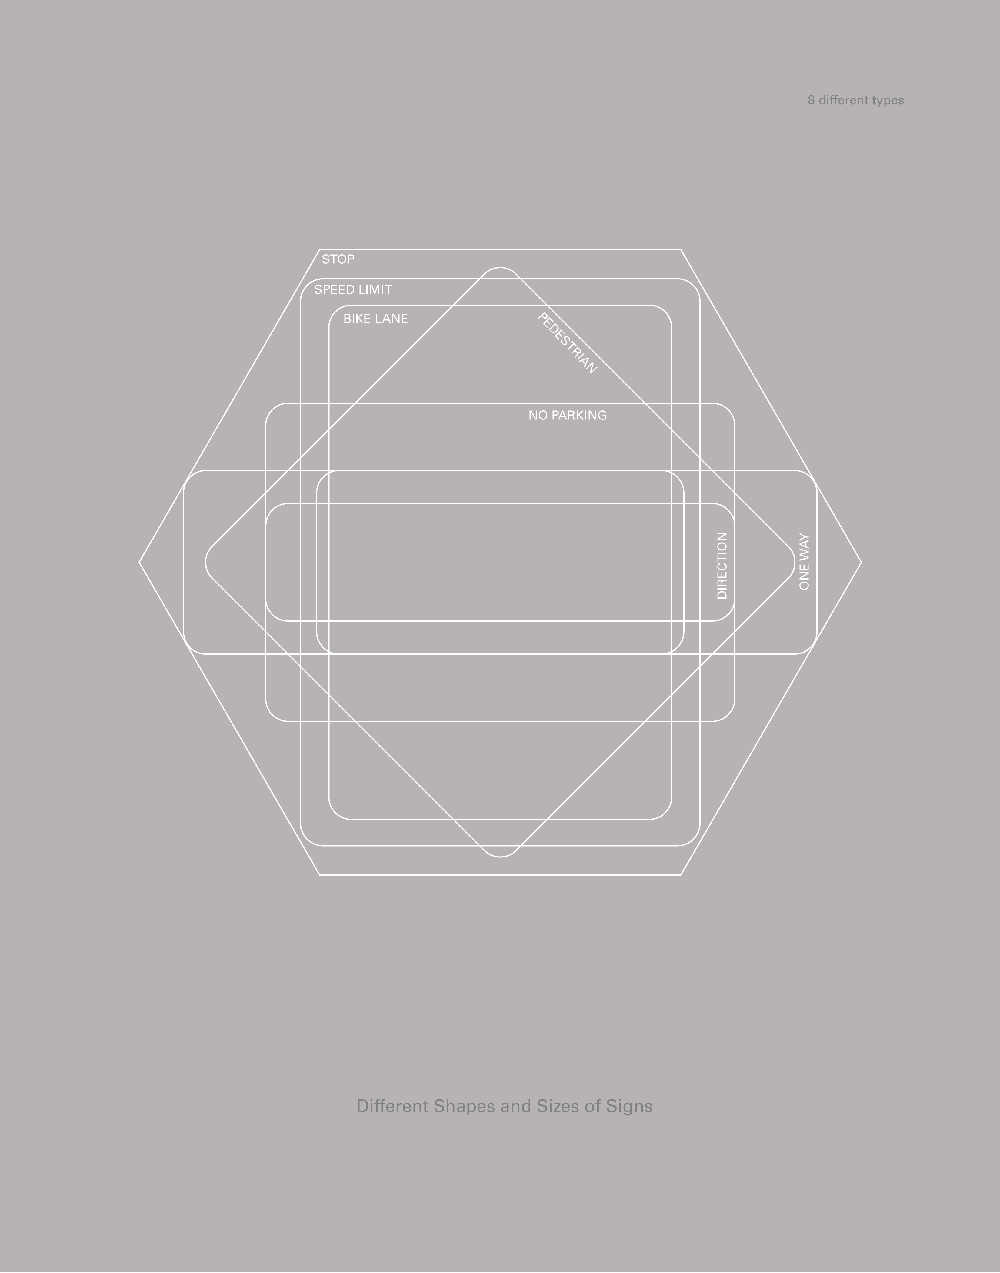 8 different types
STOP
SPEED LIMIT
BIKE LANE
PEDESTRIAN
NO PARKING
DIRECTION
ONE WAY
Different Shapes and Sizes of Signs